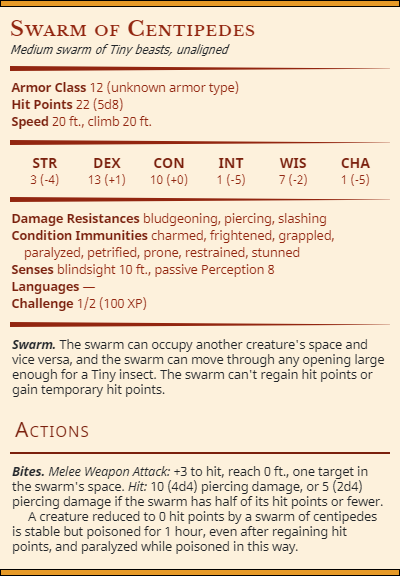 Swarm of Centipedes
Medium swarm of Tiny beasts, unaligned
Armor Class 12 (unknown armor type)
Hit Points 22 (5d8)
Speed 20 ft., climb 20 ft.
STR DEX CON INT WIS CHA
3 (-4) 13 (+1) 10 (+0) 1 (-5) 7 (-2) 1 (-5)
Damage Resistances bludgeoning, piercing, slashing
Condition Immunities charmed, frightened, grappled,
paralyzed, petrified, prone, restrained, stunned
Senses blindsight 10 ft., passive Perception 8
Languages —
Challenge 1/2 (100 XP)
Swarm. The swarm can occupy another creature's space and
vice versa, and the swarm can move through any opening large
enough for a Tiny insect. The swarm can't regain hit points or
gain temporary hit points.
Actions
Bites. Melee Weapon Attack: +3 to hit, reach 0 ft., one target in
the swarm's space. Hit: 10 (4d4) piercing damage, or 5 (2d4)
piercing damage if the swarm has half of its hit points or fewer.
A creature reduced to 0 hit points by a swarm of centipedes
is stable but poisoned for 1 hour, even after regaining hit
points, and paralyzed while poisoned in this way.